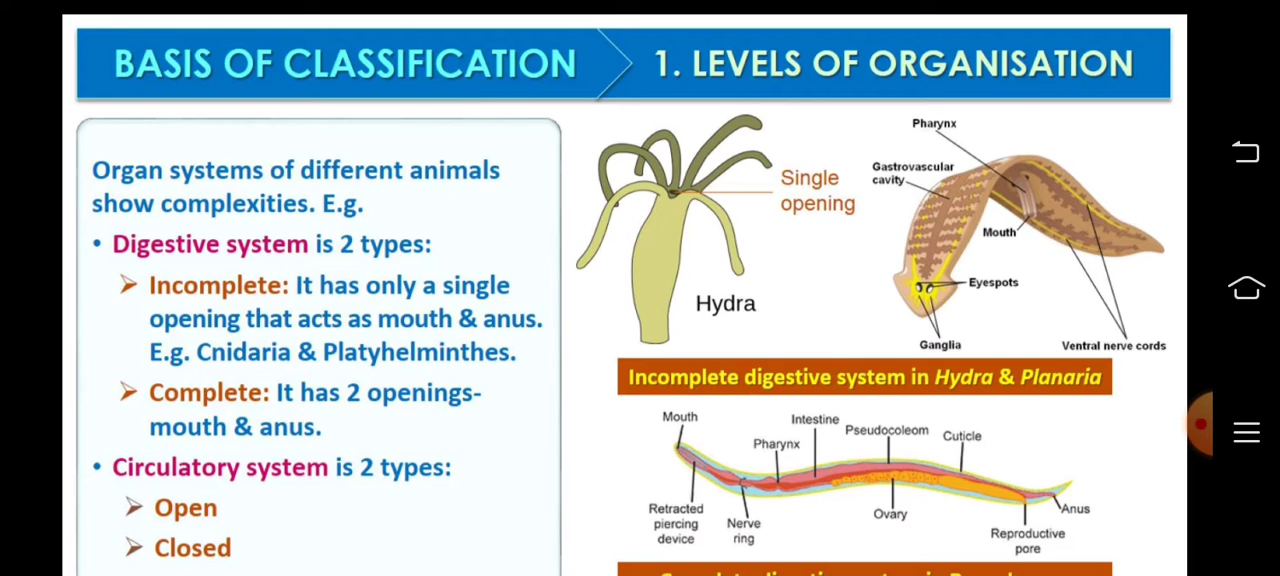 BASIS OF CLASSIFICATION
1. LEVELS OF ORGANISATION
Organ systems of different animals
show complexities. E.g.
• Digestive system is 2 types:
➢ Incomplete: It has only a single
opening that acts as mouth & anus.
E.g. Cnidaria & Platyhelminthes.
➢ Complete: It has 2 openings-
mouth & anus.
• Circulatory system is 2 types:
➢ Open
➢ Closed
Single
opening
Hydra
Pharynx
Gastrovascular
cavity
Mouth
Eyespots
Ganglia
Ventral nerve cords
Incomplete digestive system in Hydra & Planaria
Mouth
Pharynx
Intestine
Pseudocoleom
Cuticle
Retracted
piercing
device
Nerve
ring
Ovary
Reproductive
pore
Anus